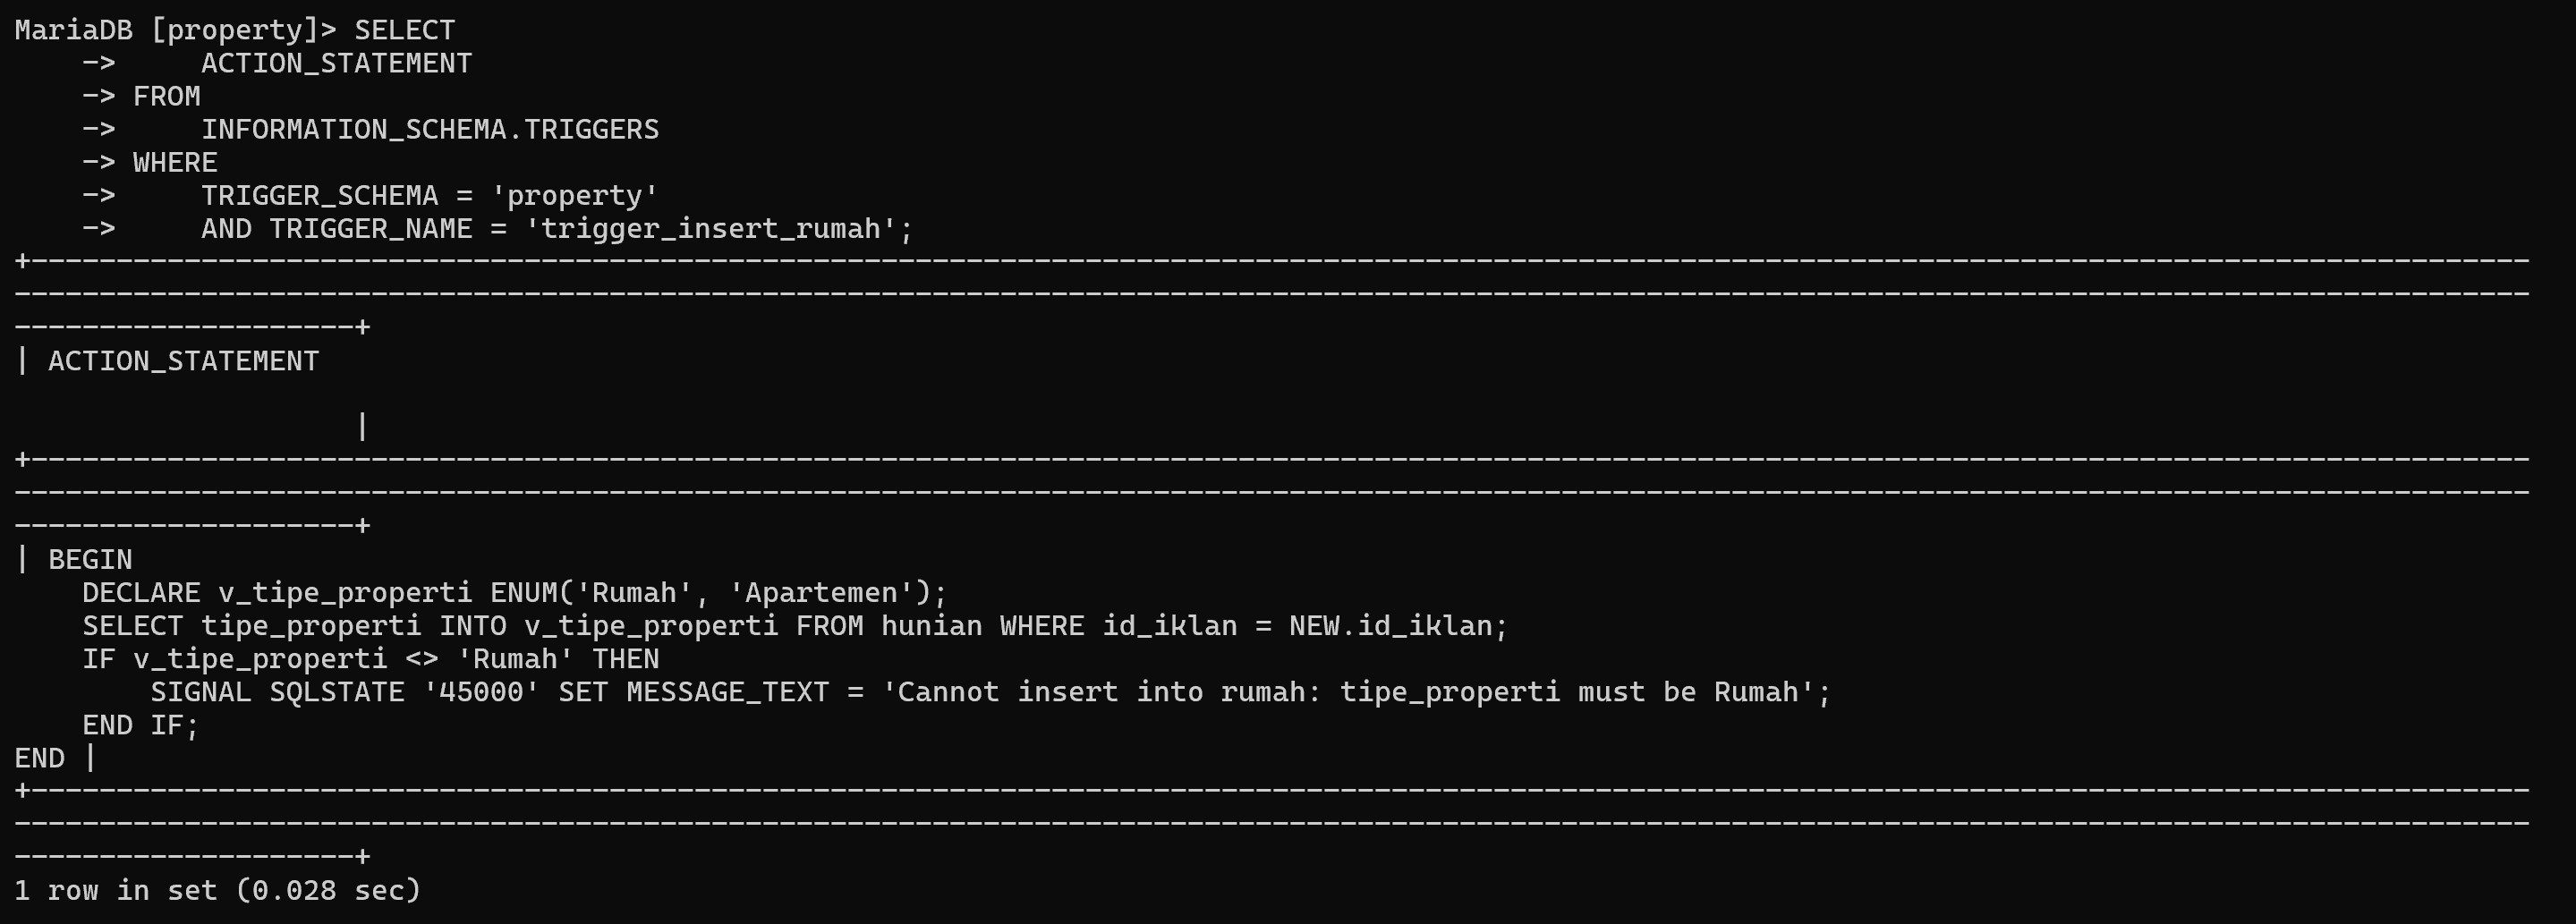 MariaDB [property]> SELECT
    ->     ACTION_STATEMENT
    -> FROM
    ->     INFORMATION_SCHEMA.TRIGGERS
    -> WHERE
    ->     TRIGGER_SCHEMA = 'property'
    ->     AND TRIGGER_NAME = 'trigger_insert_rumah';
+---------------------------------------------------------------------------------------------------------------------------------------------------
----------------------------------------------------------------------------------------------------------------------------------------------------
--------------------+
| ACTION_STATEMENT
                    |
+---------------------------------------------------------------------------------------------------------------------------------------------------
----------------------------------------------------------------------------------------------------------------------------------------------------
--------------------+
| BEGIN
    DECLARE v_tipe_properti ENUM('Rumah', 'Apartemen');
    SELECT tipe_properti INTO v_tipe_properti FROM hunian WHERE id_iklan = NEW.id_iklan;
    IF v_tipe_properti <> 'Rumah' THEN
        SIGNAL SQLSTATE '45000' SET MESSAGE_TEXT = 'Cannot insert into rumah: tipe_properti must be Rumah';
    END IF;
END |
+---------------------------------------------------------------------------------------------------------------------------------------------------
----------------------------------------------------------------------------------------------------------------------------------------------------
--------------------+
1 row in set (0.028 sec)